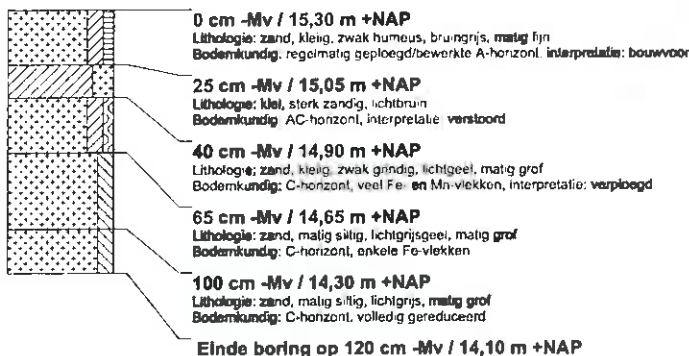 0 cm -Mv / 15,30 m +NAP
Lithologie: zand, kleiig, zwak humeus, bruingrijs, matig fijn
Bodemkundig: regelmatig geploegd/bewerkte A-horizont, interpretatie: bouwvoor
25 cm -Mv / 15,05 m +NAP
Lithologie: klei, sterk zandig, lichtbruin
Bodemkundig: AC-horizont, interpretatie: verstoord
40 cm -Mv / 14,90 m +NAP
Lithologie: zand, kleiig, zwak grindig, lichtgeel, matig grof
Bodemkundig: C-horizont, veel Fe- en Mn-vlekken, interpretatie: verploegd
65 cm -Mv / 14,65 m +NAP
Lithologie: zand, matig siltig, lichtgrijsgeel, matig grof
Bodemkundig: C-horizont, enkele Fe-vlekken
100 cm -Mv / 14,30 m +NAP
Lithologie: zand, matig siltig, lichtgrijs, matig grof
Bodemkundig: C-horizont, volledig gereduceerd
Einde boring op 120 cm -Mv / 14,10 m +NAP